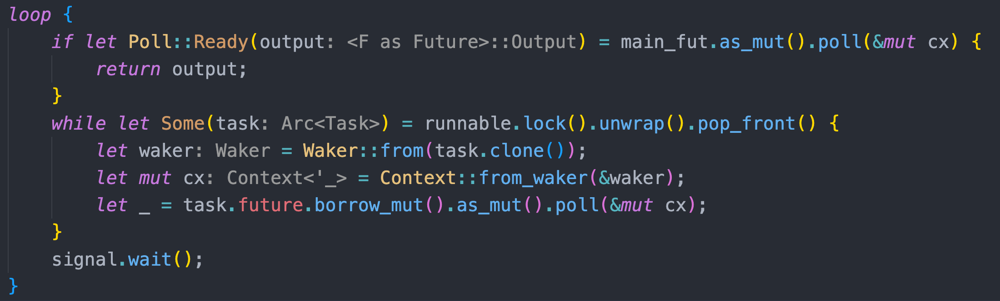 loop {
    if let Poll::Ready(output: <F as Future>::Output) = main_fut.as_mut().poll(&mut cx) {
        return output;
    }
    while let Some(task: Arc<Task>) = runnable.lock().unwrap().pop_front() {
        let waker: Waker = Waker::from(task.clone());
        let mut cx: Context<'_> = Context::from_waker(&waker);
        let _ = task.future.borrow_mut().as_mut().poll(&mut cx);
    }
    signal.wait();
}